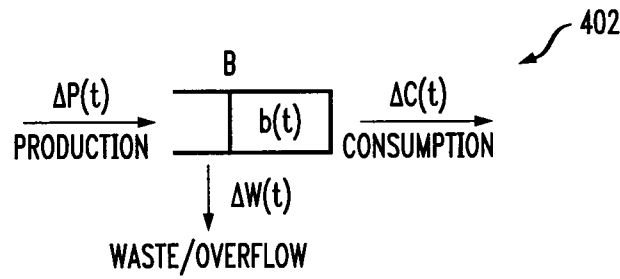 402
B
ΔP(t)
PRODUCTION
b(t)
ΔC(t)
CONSUMPTION
ΔW(t)
WASTE/OVERFLOW